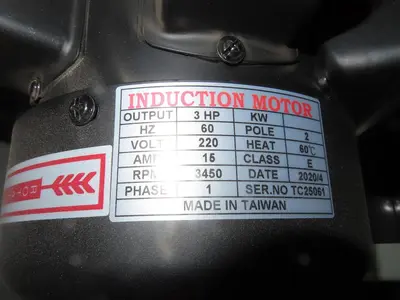 INDUCTION MOTOR
OUTPUT 3 HP KW
HZ 60 POLE 2
VOLT 220 HEAT 60℃
AMP 15 CLASS E
RPM 3450 DATE 2020/4
PHASE 1 SER.NO TC25061
MADE IN TAIWAN